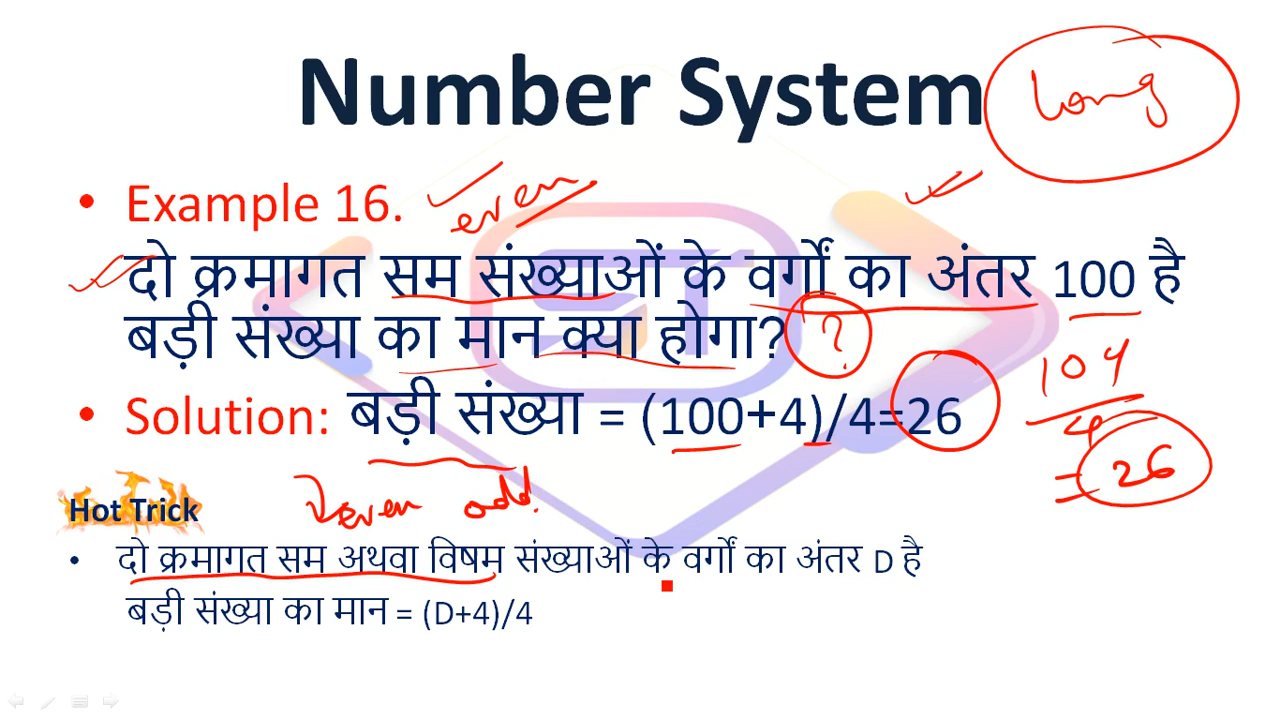 Number System
long
• Example 16.
even
दो क्रमागत सम संख्याओं के वर्गों का अंतर 100 है
बड़ी संख्या का मान क्या होगा? ?
104
• Solution: बड़ी संख्या = (100+4)/4=26
4
= 26
Hot Trick
even odd
• दो क्रमागत सम अथवा विषम संख्याओं के वर्गों का अंतर D है
बड़ी संख्या का मान = (D+4)/4